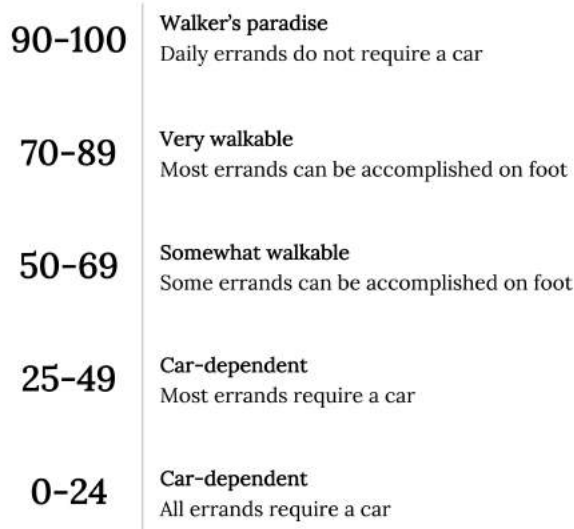 90-100
Walker's paradise
Daily errands do not require a car
70-89
Very walkable
Most errands can be accomplished on foot
50-69
Somewhat walkable
Some errands can be accomplished on foot
25-49
Car-dependent
Most errands require a car
0-24
Car-dependent
All errands require a car